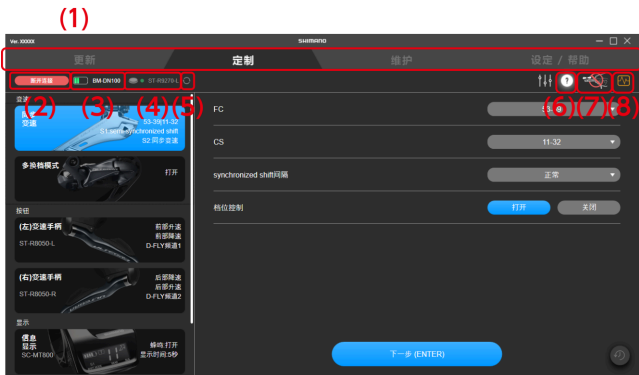 (1)
Ver. XXXXX
SHIMANO
更新
定制
维护
设定 / 帮助
断开连接
BM-DN100
ST-R9270-L
(2)
(3)
(4)
(5)
(6)
(7)
(8)
变速
变速
53-39|11-32
synchronized shift
S2:同步变速
多换档模式
打开
按钮
(左)变速手柄
ST-R8050-L
前部升速
前部降速
D-FLY频道1
(右)变速手柄
ST-R8050-R
后部降速
后部升速
D-FLY频道2
显示
信息
显示
SC-MT800
蜂鸣:打开
显示时间:5秒
FC
CS
11-32
synchronized shift间隔
正常
档位控制
打开
关闭
下一步 (ENTER)